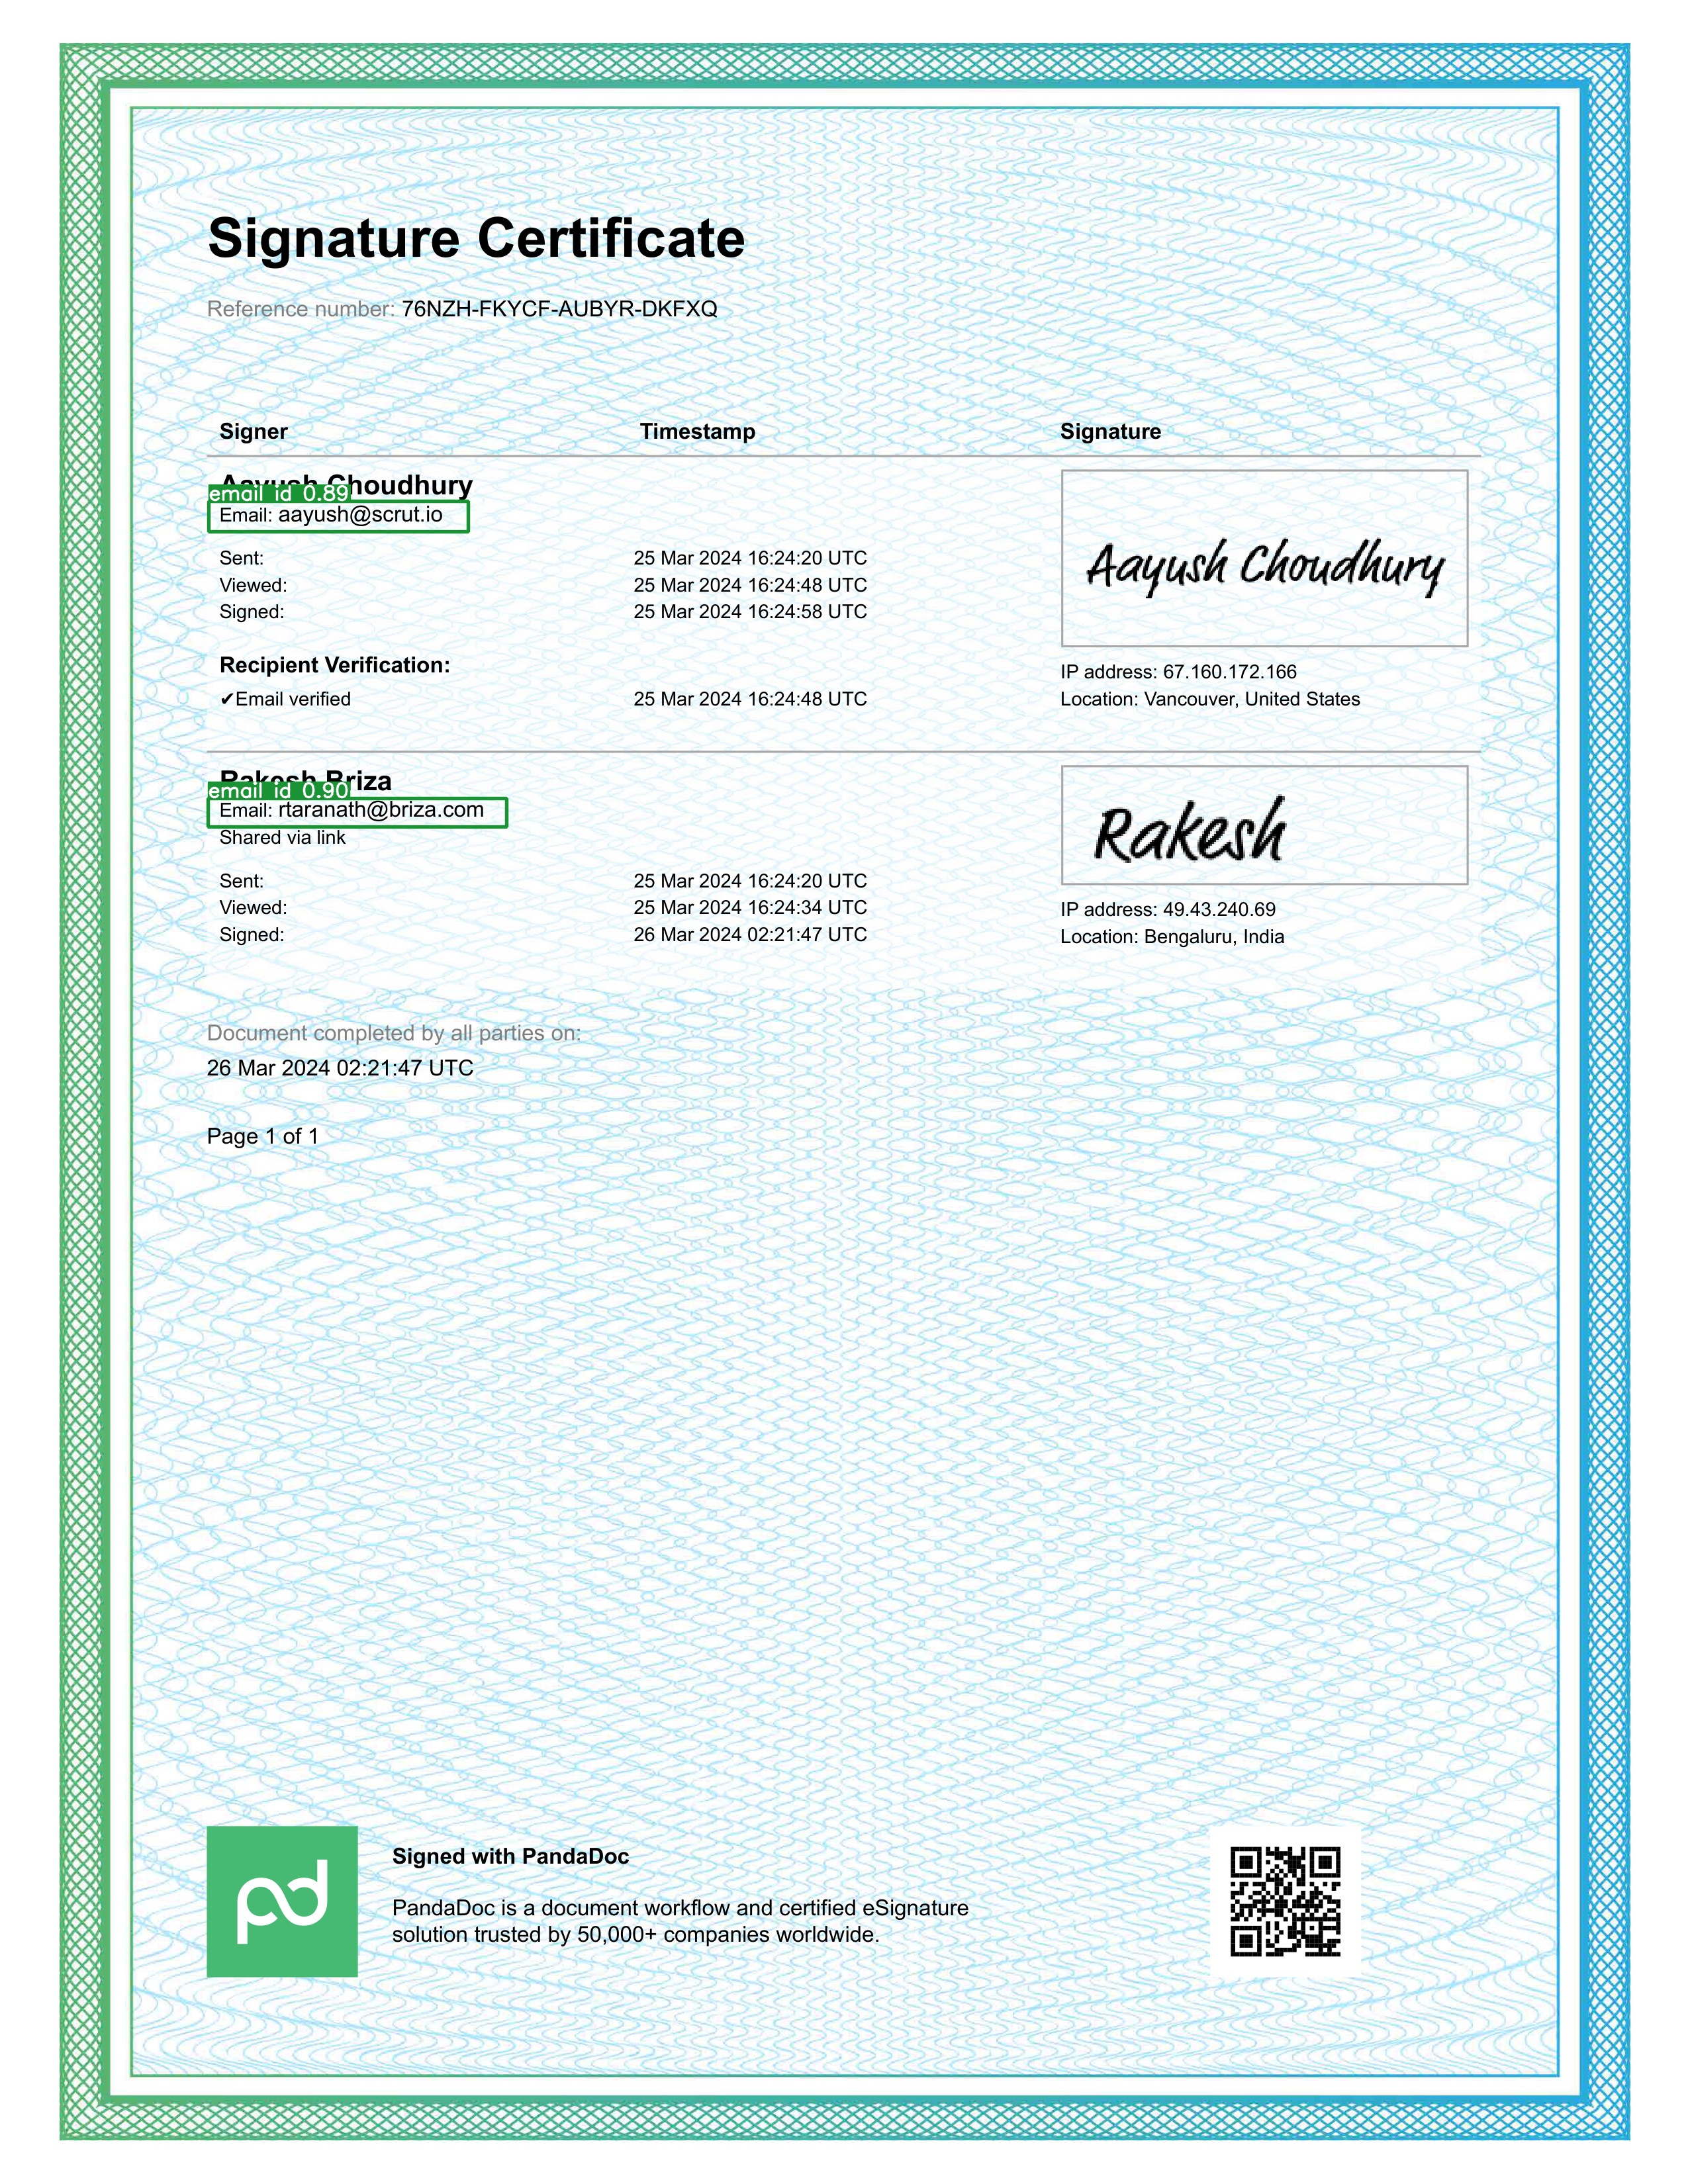 Signature Certificate
Reference number: 76NZH-FKYCF-AUBYR-DKFXQ
Signer Timestamp Signature
Aayush Choudhury
email_id 0.89
Email: aayush@scrut.io
Sent: 25 Mar 2024 16:24:20 UTC
Viewed: 25 Mar 2024 16:24:48 UTC
Signed: 25 Mar 2024 16:24:58 UTC
Aayush Choudhury
Recipient Verification:
IP address: 67.160.172.166
✔Email verified 25 Mar 2024 16:24:48 UTC
Location: Vancouver, United States
Rakesh Briza
email_id 0.90
Email: rtaranath@briza.com
Shared via link
Rakesh
Sent: 25 Mar 2024 16:24:20 UTC
Viewed: 25 Mar 2024 16:24:34 UTC
IP address: 49.43.240.69
Signed: 26 Mar 2024 02:21:47 UTC
Location: Bengaluru, India
Document completed by all parties on:
26 Mar 2024 02:21:47 UTC
Page 1 of 1
pd
Signed with PandaDoc
PandaDoc is a document workflow and certified eSignature
solution trusted by 50,000+ companies worldwide.